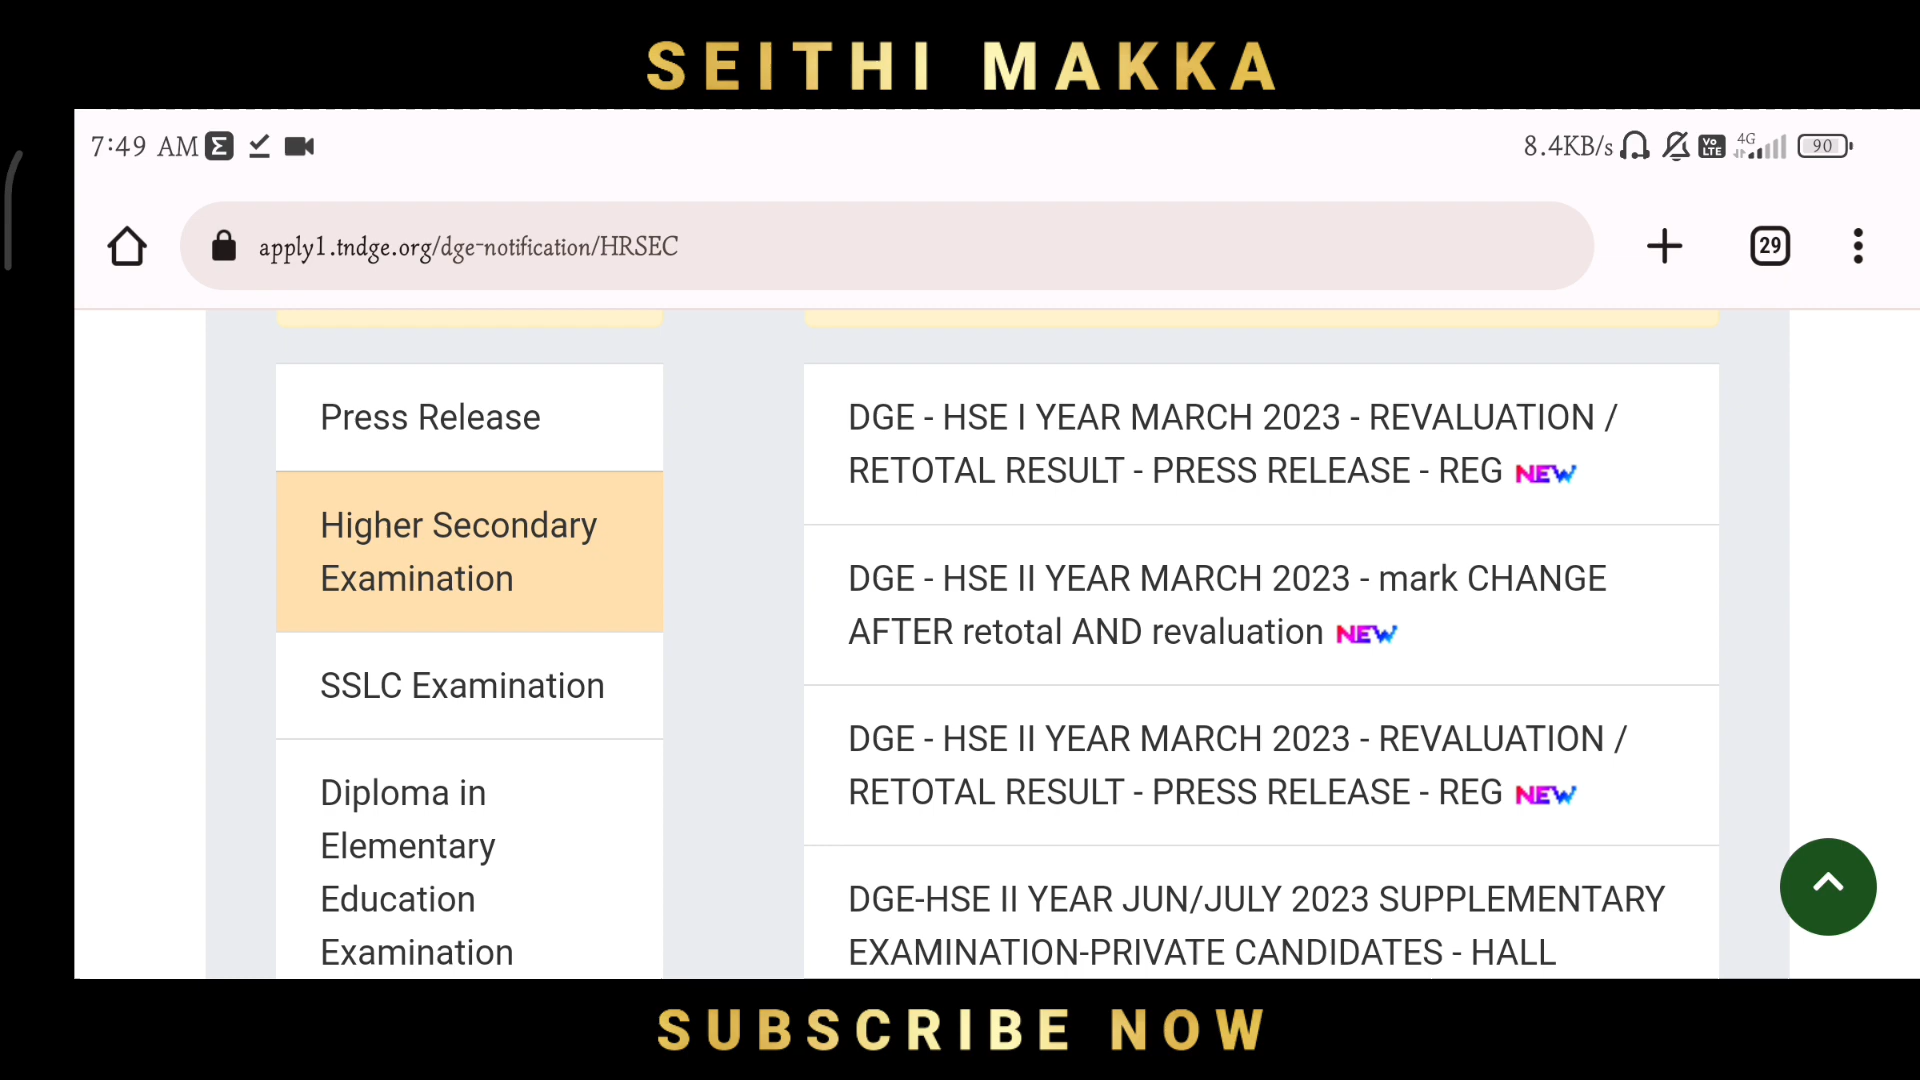 SEITHI MAKKA
7:49 AM
8.4KB/s
Vo LTE
4G
90
apply1.tndge.org/dge-notification/HRSEC
29
Press Release
Higher Secondary
Examination
SSLC Examination
Diploma in
Elementary
Education
Examination
DGE - HSE I YEAR MARCH 2023 - REVALUATION /
RETOTAL RESULT - PRESS RELEASE - REG NEW
DGE - HSE II YEAR MARCH 2023 - mark CHANGE
AFTER retotal AND revaluation NEW
DGE - HSE II YEAR MARCH 2023 - REVALUATION /
RETOTAL RESULT - PRESS RELEASE - REG NEW
DGE-HSE II YEAR JUN/JULY 2023 SUPPLEMENTARY
EXAMINATION-PRIVATE CANDIDATES - HALL
SUBSCRIBE NOW